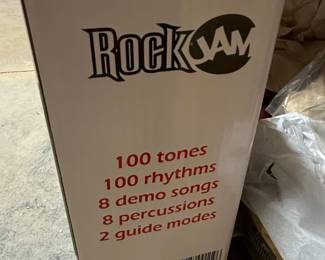 ROCKJAM
100 tones
100 rhythms
8 demo songs
8 percussions
2 guide modes